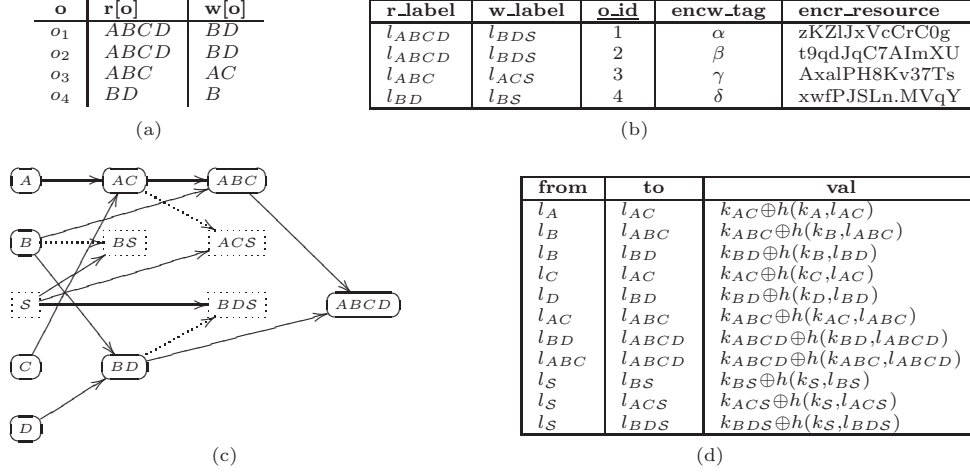 o r[o] w[o]
o1 ABCD BD
o2 ABCD BD
o3 ABC AC
o4 BD B
(a)
r_label w_label o_id encw_tag encr_resource
lABCD lBDS 1 α zKZlJxVcCrC0g
lABCD lBDS 2 β t9qdJqC7AImXU
lABC lACS 3 γ AxalPH8Kv37Ts
lBD lBS 4 δ xwfPJSLn.MVqY
(b)
A AC ABC
B BS ACS
S BDS ABCD
C BD
D
(c)
from to val
lA lAC kAC⊕h(kA,lAC)
lB lABC kABC⊕h(kB,lABC)
lB lBD kBD⊕h(kB,lBD)
lC lAC kAC⊕h(kC,lAC)
lD lBD kBD⊕h(kD,lBD)
lAC lABC kABC⊕h(kAC,lABC)
lBD lABCD kABCD⊕h(kBD,lABCD)
lABC lABCD kABCD⊕h(kABC,lABCD)
lS lBS kBS⊕h(kS,lBS)
lS lACS kACS⊕h(kS,lACS)
lS lBDS kBDS⊕h(kS,lBDS)
(d)